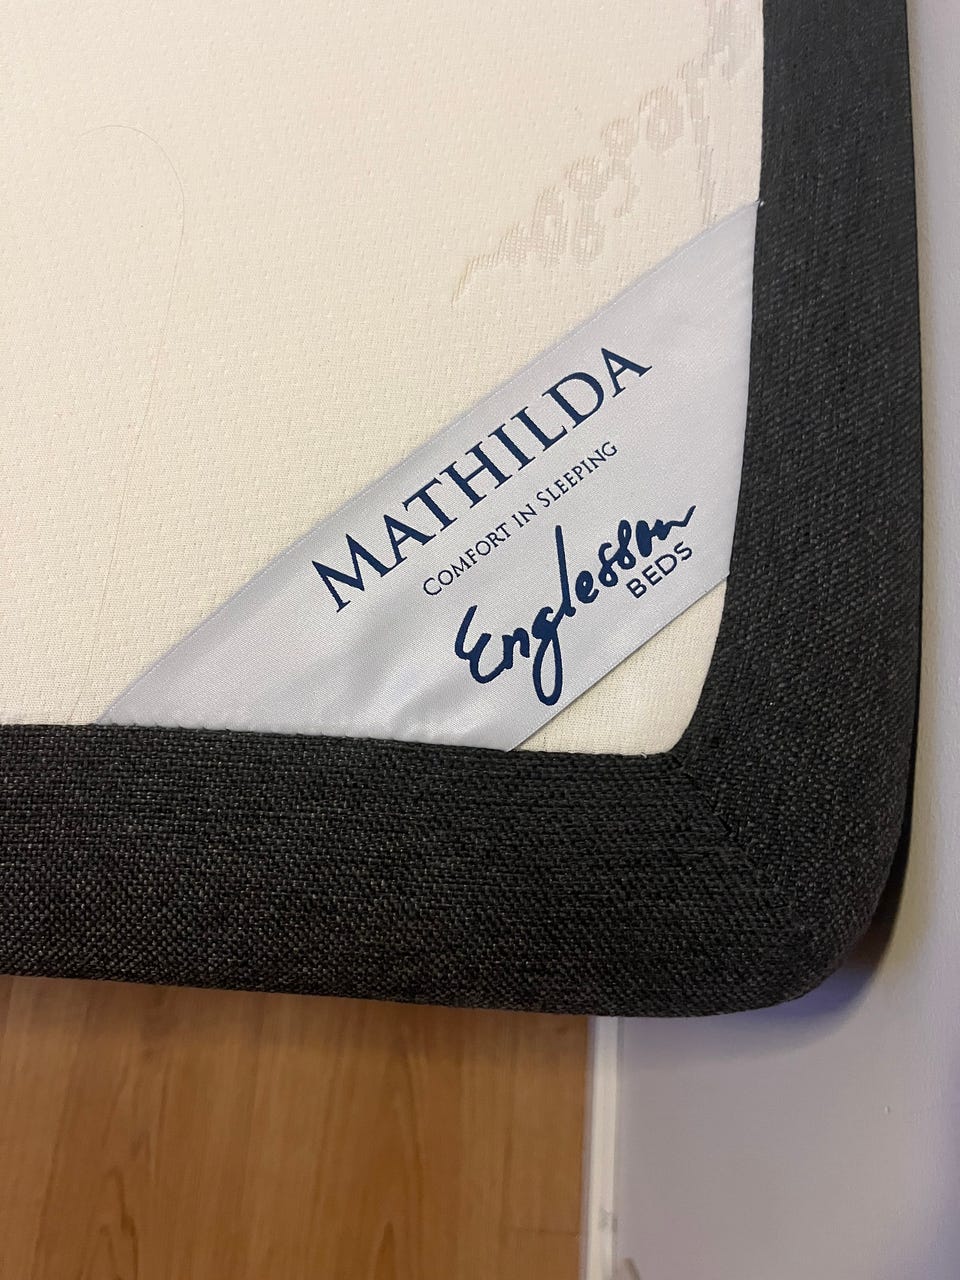 MATHILDA
COMFORT IN SLEEPING
Englesson
BEDS